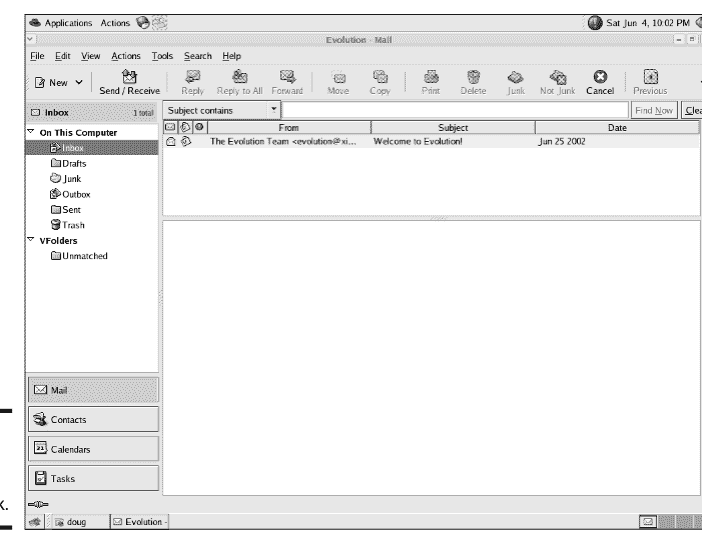 Applications Actions Sat Jun 4, 10:02 PM
Evolution - Mail
File Edit View Actions Tools Search Help
New Send / Receive Reply Reply to All Forward Move Copy Print Delete Junk Not Junk Cancel Previous
Inbox 1 total Subject contains Find Now Clea
From Subject Date
The Evolution Team <evolution@xi... Welcome to Evolution! Jun 25 2002
On This Computer
Inbox
Drafts
Junk
Outbox
Sent
Trash
VFolders
Unmatched
Mail
Contacts
Calendars
Tasks
k.
doug Evolution -